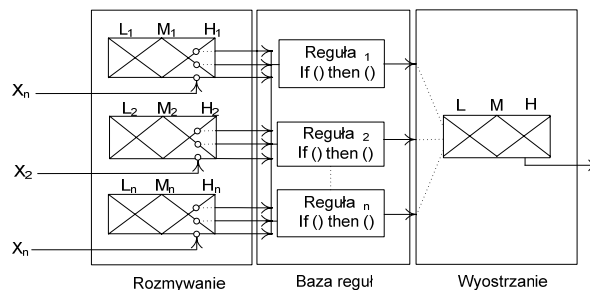 L1 M1 H1
Xn
L2 M2 H2
X2
Ln Mn Hn
Xn
Rozmywanie
Reguła 1
If () then ()
Reguła 2
If () then ()
Reguła n
If () then ()
Baza reguł
L M H
Wyostrzanie